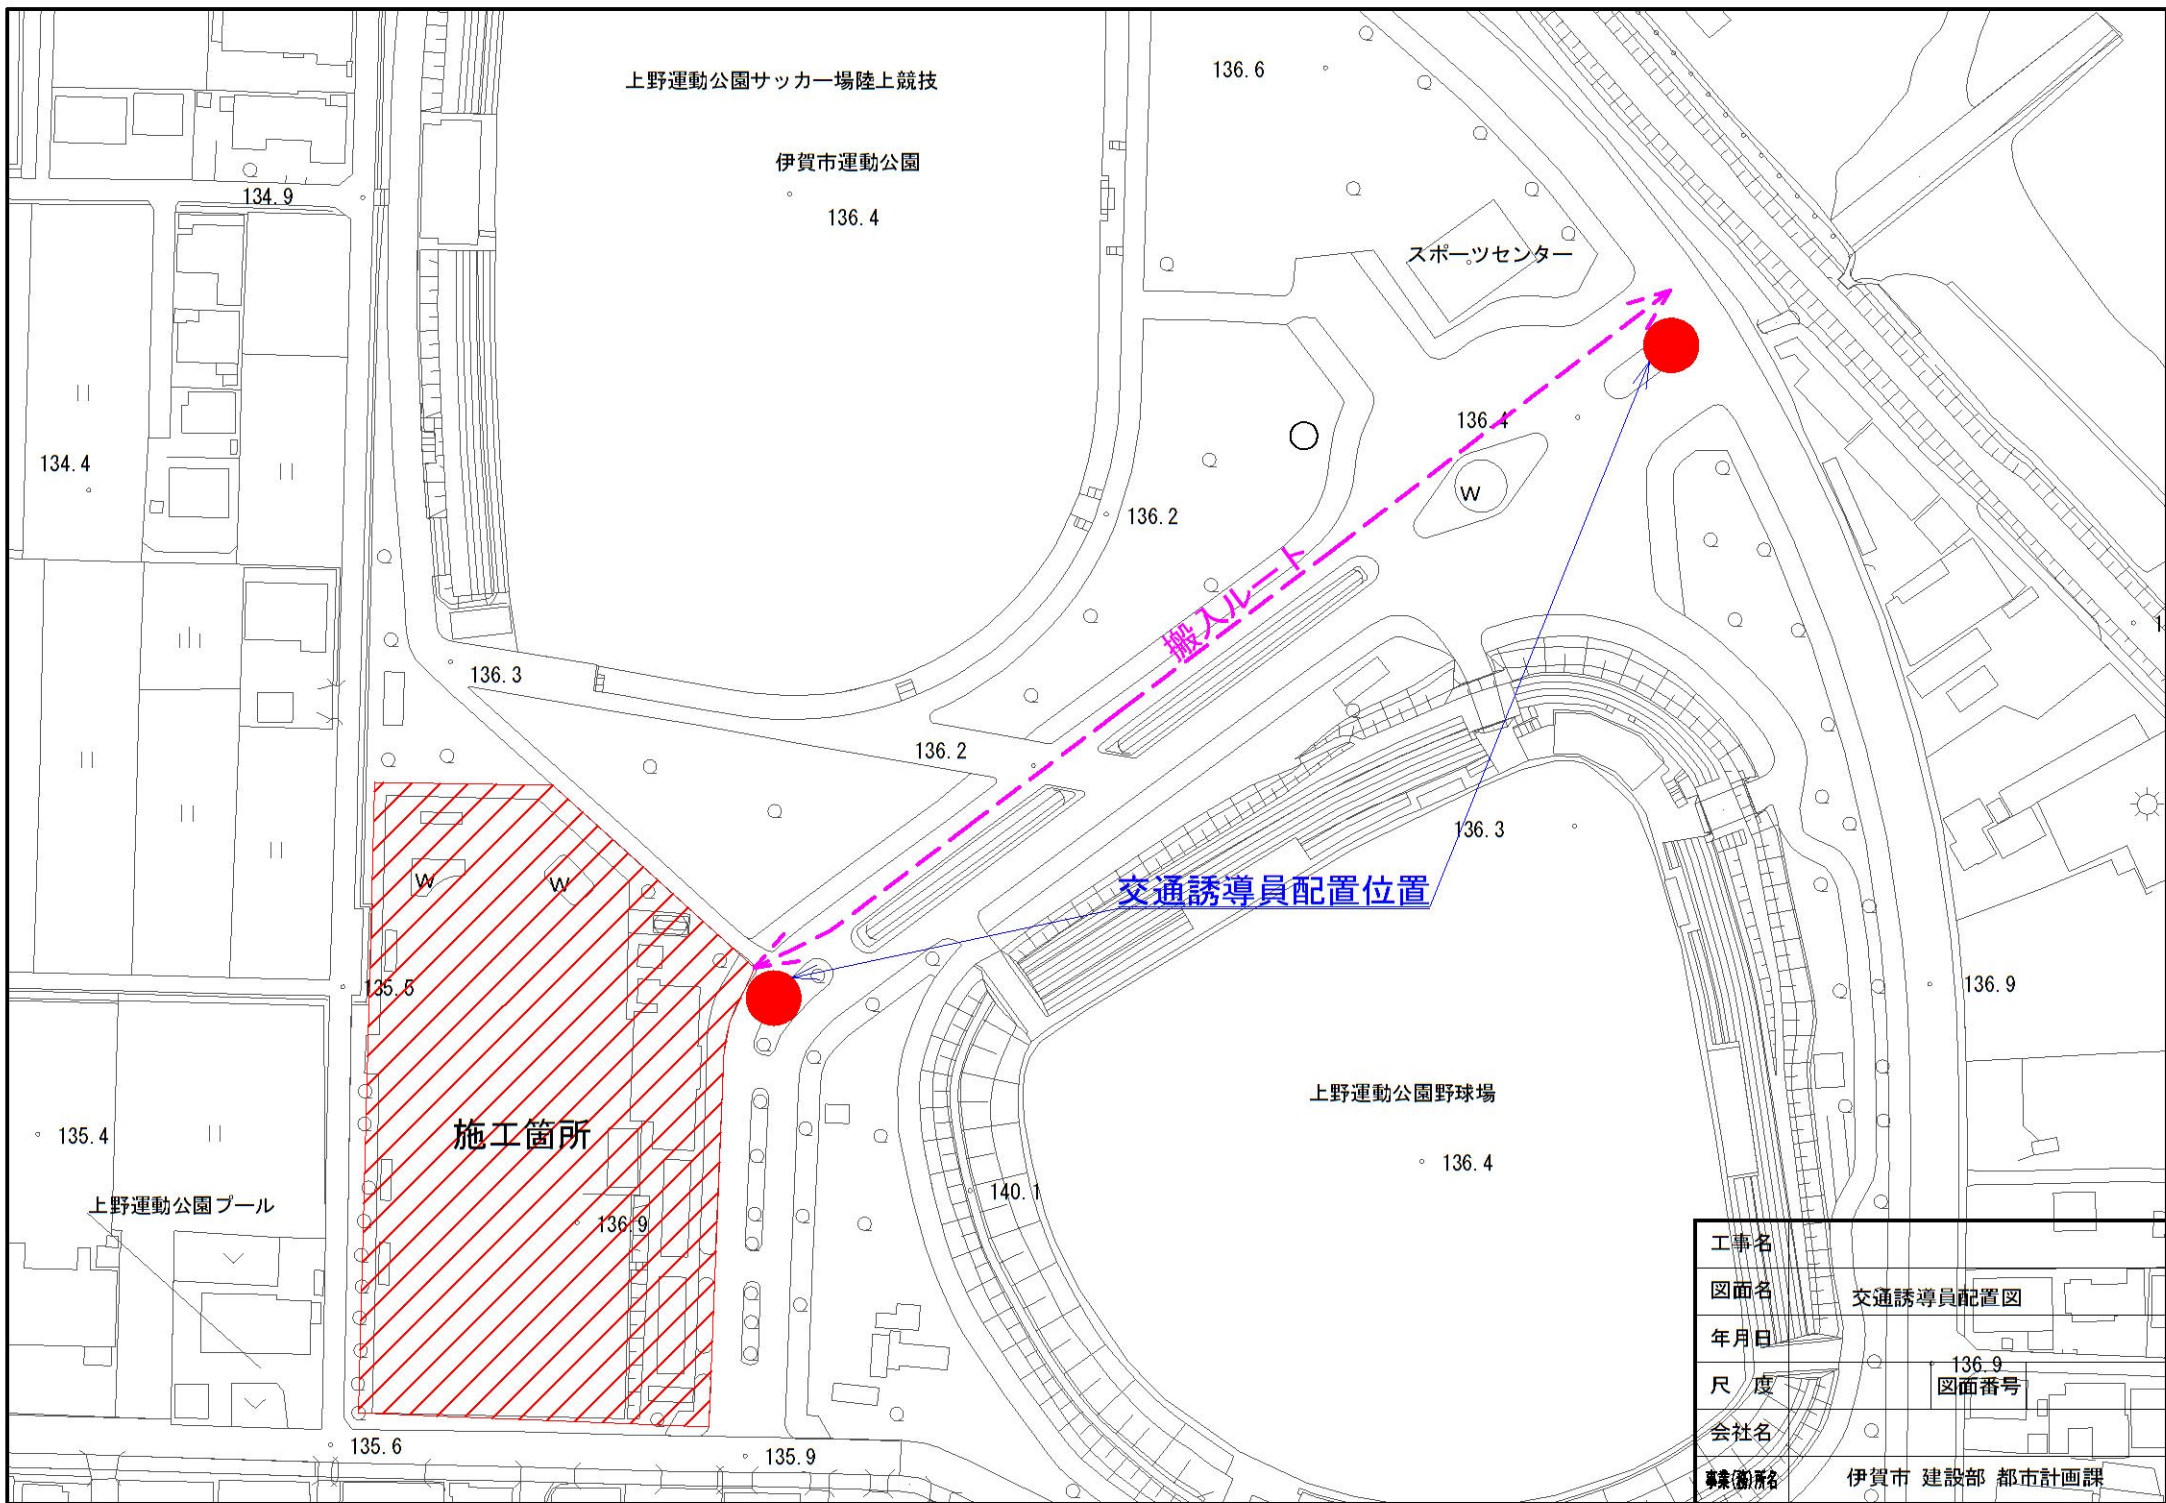 上野運動公園サッカー場陸上競技
136.6
伊賀市運動公園
134.9
136.4
スポーツセンター
136.4
134.4
W
136.2
搬入ルート
136.3
136.2
136.3
W
W
交通誘導員配置位置
135.5
136.9
上野運動公園野球場
施工箇所
135.4
136.4
140.1
上野運動公園プール
136.9
工事名
図面名 交通誘導員配置図
年月日
136.9
尺 度 図面番号
会社名
135.6
135.9
事業(務)所名 伊賀市 建設部 都市計画課